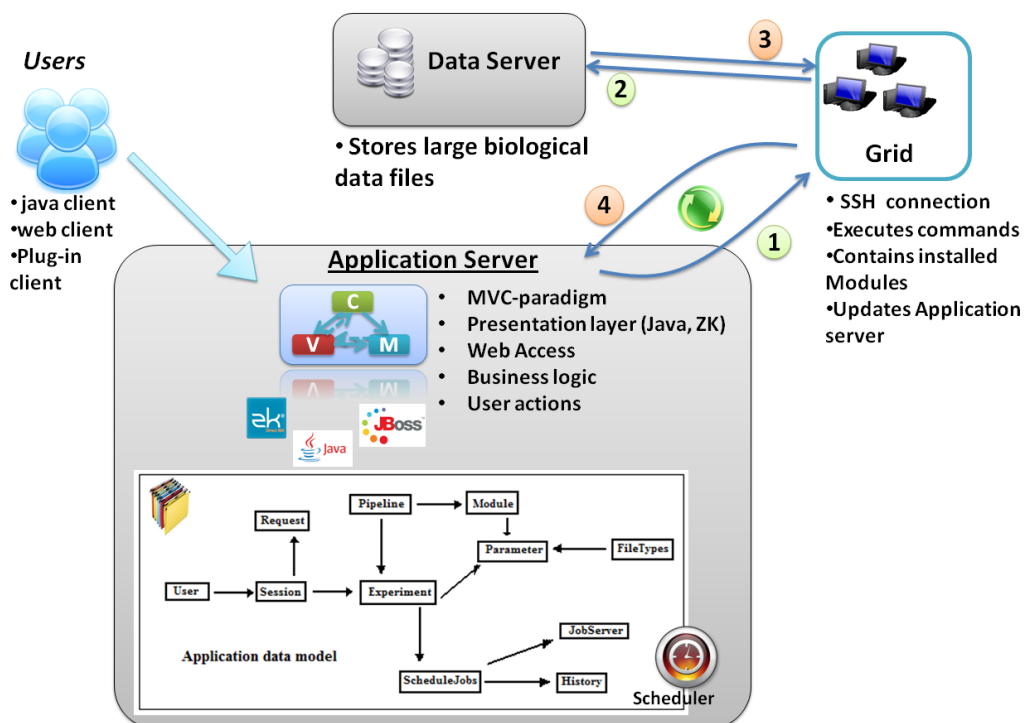 Users
• java client
•web client
•Plug-in
client
Data Server
• Stores large biological
data files
3
2
Grid
• SSH connection
•Executes commands
•Contains installed
Modules
•Updates Application
server
4
1
Application Server
C
V
M
• MVC-paradigm
• Presentation layer (Java, ZK)
• Web Access
• Business logic
• User actions
zk
Java
JBoss
Pipeline
Module
Request
Parameter
FileTypes
User
Session
Experiment
JobServer
Application data model
ScheduleJobs
History
Scheduler